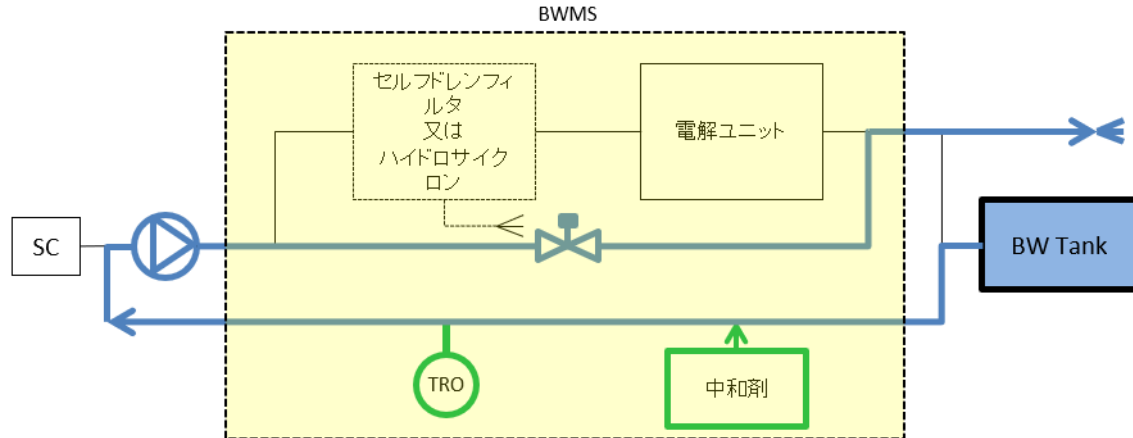 BWMS
セルフドレンフィ
ルタ
又は
ハイドロサイク
ロン
電解ユニット
SC
BW Tank
TRO
中和剤